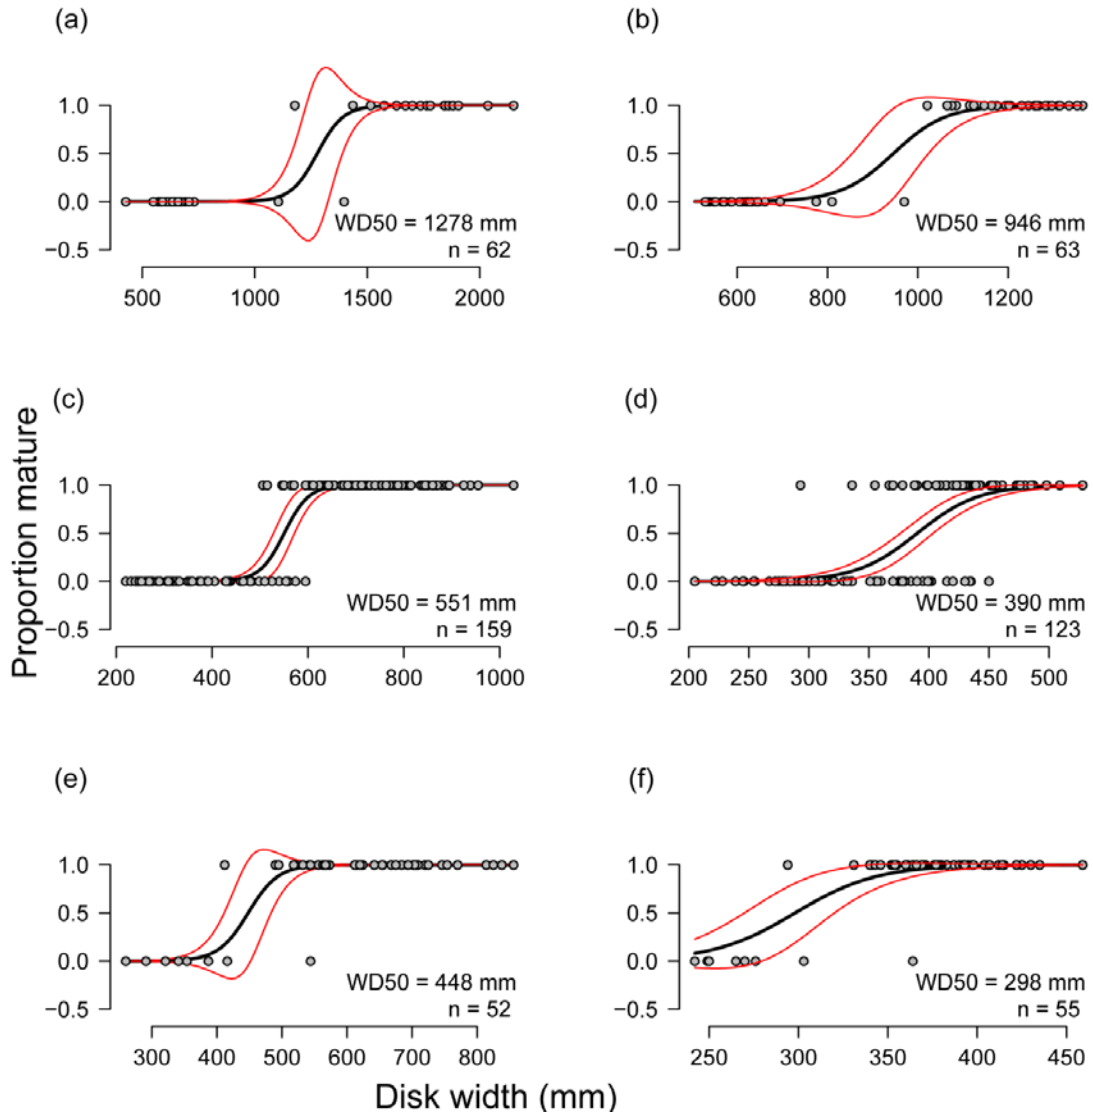 (a)
1.0
0.5
0.0
−0.5
WD50 = 1278 mm
n = 62
500 1000 1500 2000
(b)
1.0
0.5
0.0
−0.5
WD50 = 946 mm
n = 63
600 800 1000 1200
Proportion mature
(c)
1.0
0.5
0.0
−0.5
WD50 = 551 mm
n = 159
200 400 600 800 1000
(d)
1.0
0.5
0.0
−0.5
WD50 = 390 mm
n = 123
200 250 300 350 400 450 500
(e)
1.0
0.5
0.0
−0.5
WD50 = 448 mm
n = 52
300 400 500 600 700 800
(f)
1.0
0.5
0.0
−0.5
WD50 = 298 mm
n = 55
250 300 350 400 450
Disk width (mm)